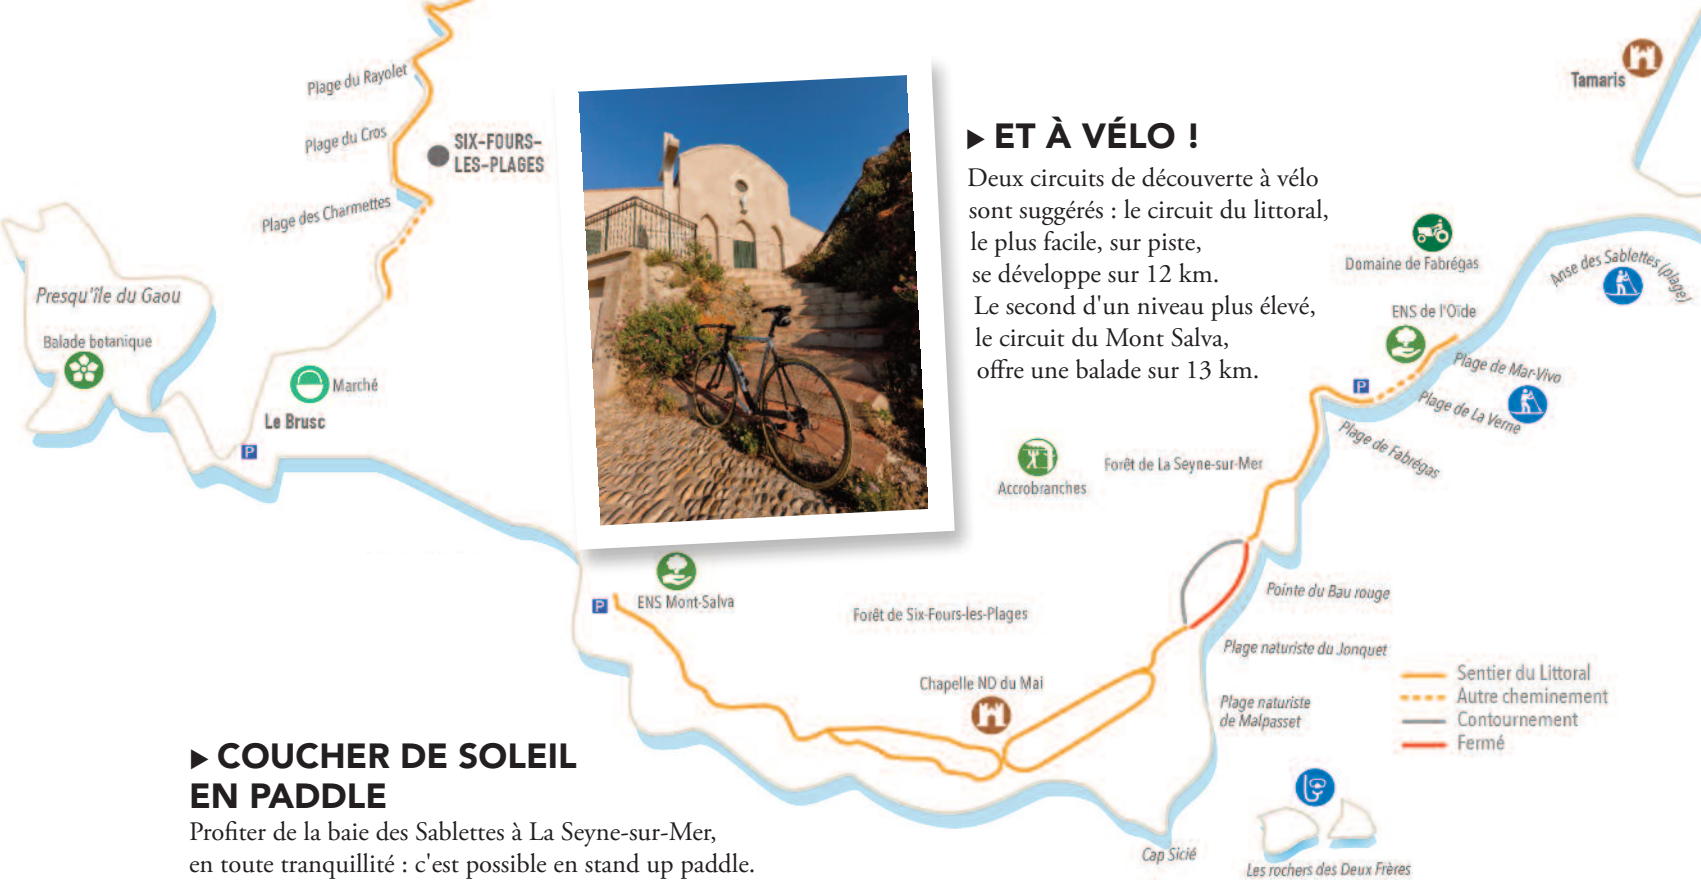 Plage du Rayolet
Plage du Cros
SIX-FOURS-
LES-PLAGES
Plage des Charmettes
Presqu'île du Gaou
Balade botanique
Marché
Le Brusc
P
▶ ET À VÉLO !
Deux circuits de découverte à vélo
sont suggérés : le circuit du littoral,
le plus facile, sur piste,
se développe sur 12 km.
Le second d'un niveau plus élevé,
le circuit du Mont Salva,
offre une balade sur 13 km.
Tamaris
Domaine de Fabrégas
Anse des Sablettes (plage)
ENS de l'Oïde
P
Plage de Mar-Vivo
Plage de La Verne
Plage de Fabrégas
Accrobranches
Forêt de La Seyne-sur-Mer
P
ENS Mont-Salva
Forêt de Six-Fours-les-Plages
Pointe du Bau rouge
Plage naturiste du Jonquet
Chapelle ND du Mai
Plage naturiste
de Malpasset
Sentier du Littoral
Autre cheminement
Contournement
Fermé
Cap Sicié
Les rochers des Deux Frères
▶ COUCHER DE SOLEIL
EN PADDLE
Profiter de la baie des Sablettes à La Seyne-sur-Mer,
en toute tranquillité : c'est possible en stand up paddle.